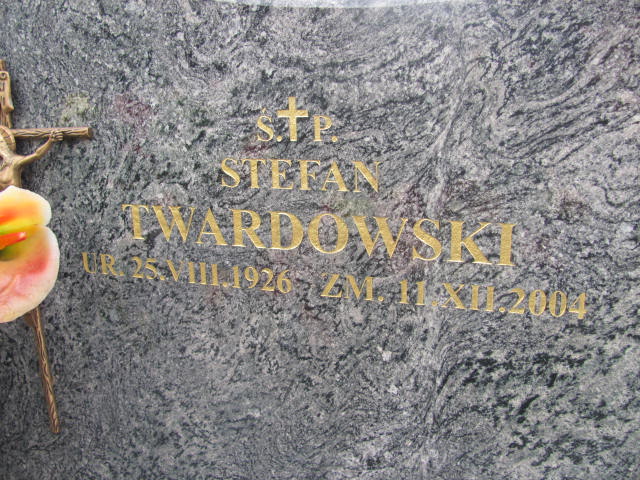 Ś.P.
STEFAN
TWARDOWSKI
UR. 25.VIII.1926 ZM. 11.XII.2004